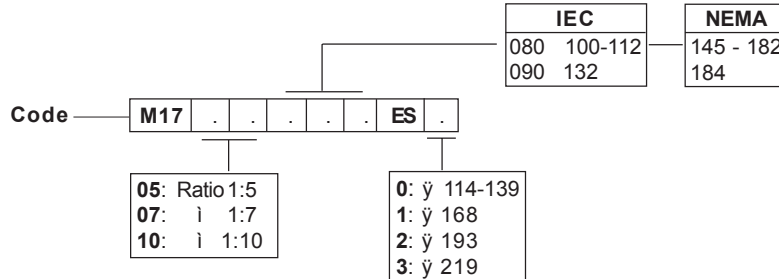 IEC
080 100-112
090 132
NEMA
145 - 182
184
Code M17 . . . . . ES .
05: Ratio 1:5
07: ì 1:7
10: ì 1:10
0: ÿ 114-139
1: ÿ 168
2: ÿ 193
3: ÿ 219